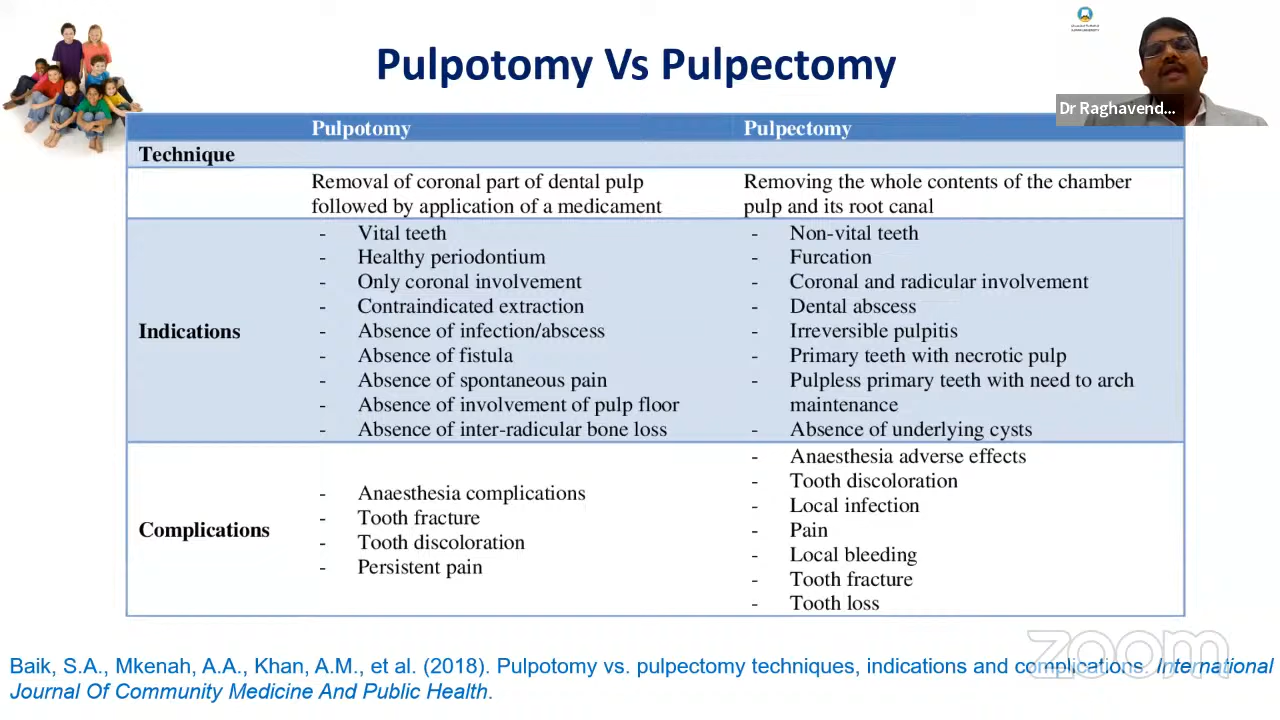 Pulpotomy Vs Pulpectomy
Dr Raghavend...
Pulpotomy Pulpectomy
Technique
Removal of coronal part of dental pulp
followed by application of a medicament
Removing the whole contents of the chamber
pulp and its root canal
Indications
- Vital teeth
- Healthy periodontium
- Only coronal involvement
- Contraindicated extraction
- Absence of infection/abscess
- Absence of fistula
- Absence of spontaneous pain
- Absence of involvement of pulp floor
- Absence of inter-radicular bone loss
- Non-vital teeth
- Furcation
- Coronal and radicular involvement
- Dental abscess
- Irreversible pulpitis
- Primary teeth with necrotic pulp
- Pulpless primary teeth with need to arch
maintenance
- Absence of underlying cysts
Complications
- Anaesthesia complications
- Tooth fracture
- Tooth discoloration
- Persistent pain
- Anaesthesia adverse effects
- Tooth discoloration
- Local infection
- Pain
- Local bleeding
- Tooth fracture
- Tooth loss
zoom
Baik, S.A., Mkenah, A.A., Khan, A.M., et al. (2018). Pulpotomy vs. pulpectomy techniques, indications and complications. International
Journal Of Community Medicine And Public Health.